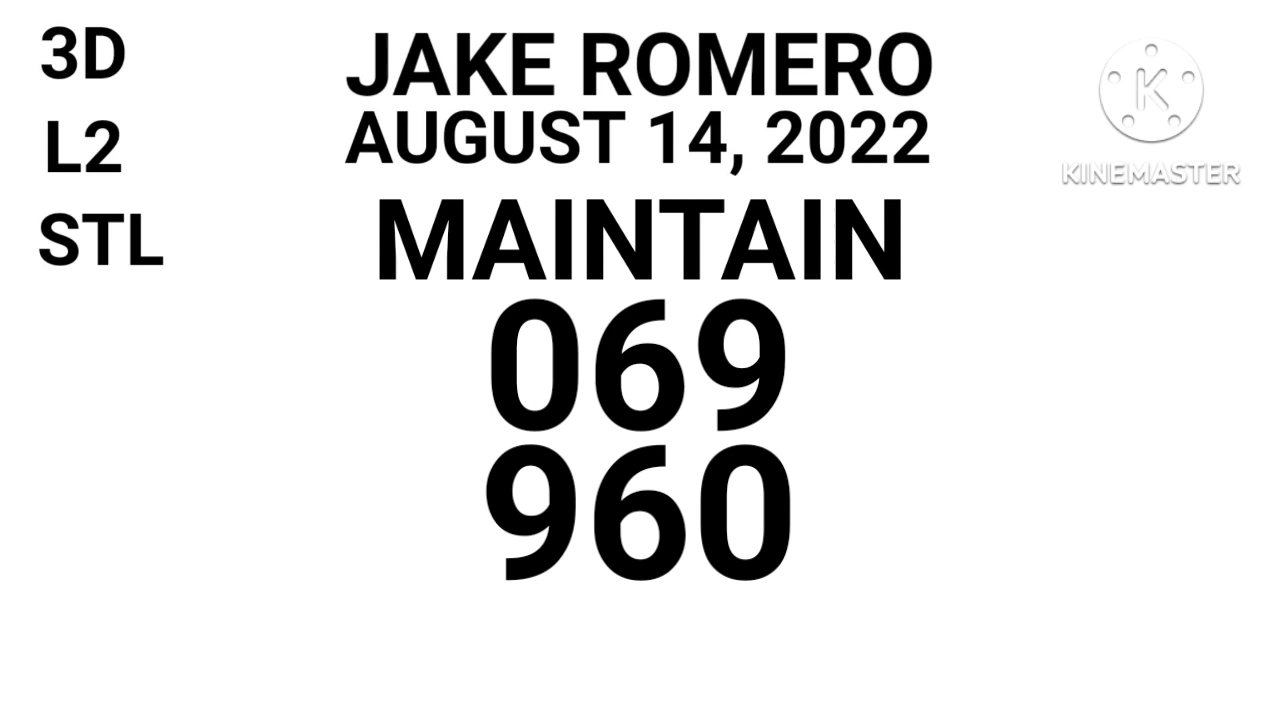 3D
L2
STL
JAKE ROMERO
AUGUST 14, 2022
MAINTAIN
069
960
K
KINEMASTER